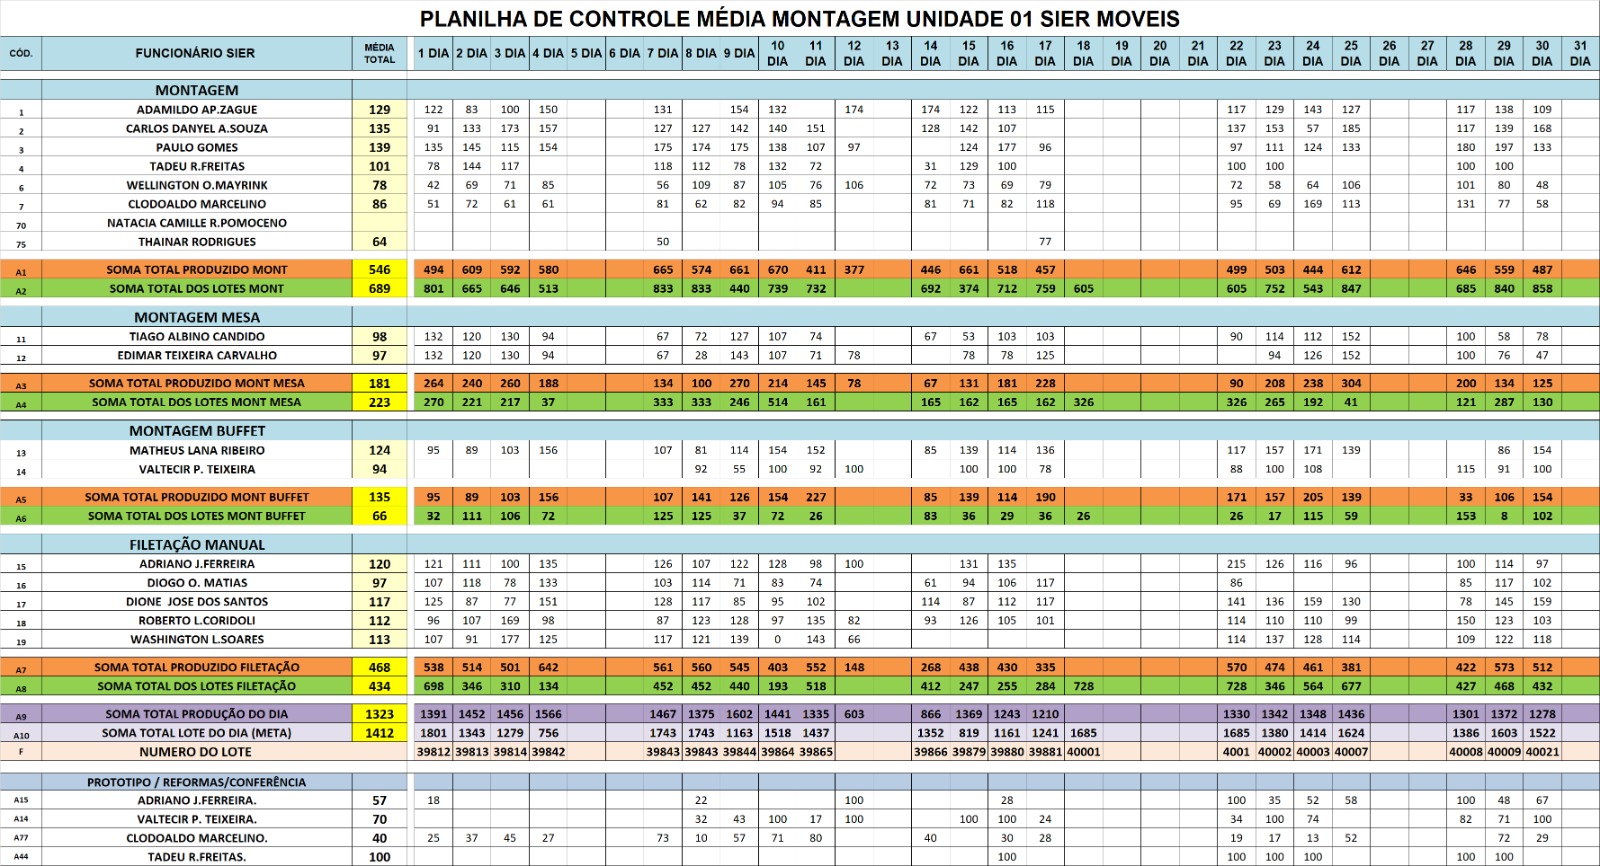 PLANILHA DE CONTROLE MÉDIA MONTAGEM UNIDADE 01 SIER MOVEIS
CÓD. FUNCIONÁRIO SIER MÉDIA TOTAL 1 DIA 2 DIA 3 DIA 4 DIA 5 DIA 6 DIA 7 DIA 8 DIA 9 DIA 10 DIA 11 DIA 12 DIA 13 DIA 14 DIA 15 DIA 16 DIA 17 DIA 18 DIA 19 DIA 20 DIA 21 DIA 22 DIA 23 DIA 24 DIA 25 DIA 26 DIA 27 DIA 28 DIA 29 DIA 30 DIA 31 DIA
MONTAGEM
1 ADAMILDO AP.ZAGUE 129 122 83 100 150 131 154 132 174 174 122 113 115 117 129 143 127 117 138 109
2 CARLOS DANYEL A.SOUZA 135 91 133 173 157 127 127 142 140 151 128 142 107 137 153 57 185 117 139 168
3 PAULO GOMES 139 135 145 115 154 175 174 175 138 107 97 124 177 96 97 111 124 133 180 197 133
4 TADEU R.FREITAS 101 78 144 117 118 112 78 132 72 31 129 100 100 100 100 100
6 WELLINGTON O.MAYRINK 78 42 69 71 85 56 109 87 105 76 106 72 73 69 79 72 58 64 106 101 80 48
7 CLODOALDO MARCELINO 86 51 72 61 61 81 62 82 94 85 81 71 82 118 95 69 169 113 131 77 58
70 NATACIA CAMILLE R.POMOCENO
75 THAINAR RODRIGUES 64 50 77
A1 SOMA TOTAL PRODUZIDO MONT 546 494 609 592 580 665 574 661 670 411 377 446 661 518 457 499 503 444 612 646 559 487
A2 SOMA TOTAL DOS LOTES MONT 689 801 665 646 513 833 833 440 739 732 692 374 712 759 605 605 752 543 847 685 840 858
MONTAGEM MESA
11 TIAGO ALBINO CANDIDO 98 132 120 130 94 67 72 127 107 74 67 53 103 103 90 114 112 152 100 58 78
12 EDIMAR TEIXEIRA CARVALHO 97 132 120 130 94 67 28 143 107 71 78 78 78 125 94 126 152 100 76 47
A3 SOMA TOTAL PRODUZIDO MONT MESA 181 264 240 260 188 134 100 270 214 145 78 67 131 181 228 90 208 238 304 200 134 125
A4 SOMA TOTAL DOS LOTES MONT MESA 223 270 221 217 37 333 333 246 514 161 165 162 165 162 326 326 265 192 41 121 287 130
MONTAGEM BUFFET
13 MATHEUS LANA RIBEIRO 124 95 89 103 156 107 81 114 154 152 85 139 114 136 117 157 171 139 86 154
14 VALTECIR P. TEIXEIRA 94 92 55 100 92 100 100 100 78 88 100 108 115 91 100
A5 SOMA TOTAL PRODUZIDO MONT BUFFET 135 95 89 103 156 107 141 126 154 227 85 139 114 190 171 157 205 139 33 106 154
A6 SOMA TOTAL DOS LOTES MONT BUFFET 66 32 111 106 72 125 125 37 72 26 83 36 29 36 26 26 17 115 59 153 8 102
FILETAÇÃO MANUAL
15 ADRIANO J.FERREIRA 120 121 111 100 135 126 107 122 128 98 100 131 135 215 126 116 96 100 114 97
16 DIOGO O. MATIAS 97 107 118 78 133 103 114 71 83 74 61 94 106 117 86 85 117 102
17 DIONE JOSE DOS SANTOS 117 125 87 77 151 128 117 85 95 102 114 87 112 117 141 136 159 130 78 145 159
18 ROBERTO L.CORIDOLI 112 96 107 169 98 87 123 128 97 135 82 93 126 105 101 114 110 110 99 150 123 103
19 WASHINGTON L.SOARES 113 107 91 177 125 117 121 139 0 143 66 114 137 128 114 109 122 118
A7 SOMA TOTAL PRODUZIDO FILETAÇÃO 468 538 514 501 642 561 560 545 403 552 148 268 438 430 335 570 474 461 381 422 573 512
A8 SOMA TOTAL DOS LOTES FILETAÇÃO 434 698 346 310 134 452 452 440 193 518 412 247 255 284 728 728 346 564 677 427 468 432
A9 SOMA TOTAL PRODUÇÃO DO DIA 1323 1391 1452 1456 1566 1467 1375 1602 1441 1335 603 866 1369 1243 1210 1330 1342 1348 1436 1301 1372 1278
A10 SOMA TOTAL LOTE DO DIA (META) 1412 1801 1343 1279 756 1743 1743 1163 1518 1437 1352 819 1161 1241 1685 1685 1380 1414 1624 1386 1603 1522
F NUMERO DO LOTE 39812 39813 39814 39842 39843 39843 39844 39864 39865 39866 39879 39880 39881 40001 4001 40002 40003 40007 40008 40009 40021
PROTOTIPO / REFORMAS/CONFERÊNCIA
A15 ADRIANO J.FERREIRA. 57 18 22 100 28 100 35 52 58 100 48 67
A14 VALTECIR P. TEIXEIRA. 70 32 43 100 17 100 100 100 24 34 100 74 82 71 100
A77 CLODOALDO MARCELINO. 40 25 37 45 27 73 10 57 71 80 40 30 28 19 17 13 52 72 29
A44 TADEU R.FREITAS. 100 100 100 100 100 100